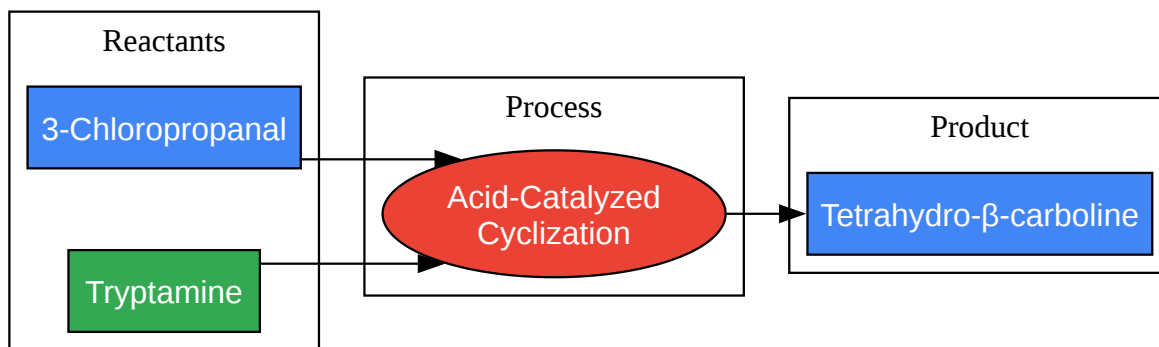 Reactants
3-Chloropropanal
Tryptamine
Process
Acid-Catalyzed
Cyclization
Product
Tetrahydro-β-carboline